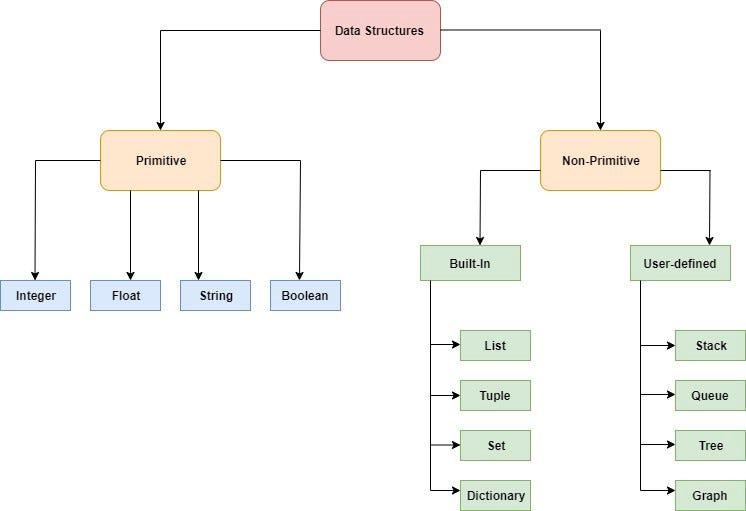 Data Structures
Primitive
Non-Primitive
Built-In
User-defined
Integer
Float
String
Boolean
List
Stack
Tuple
Queue
Set
Tree
Dictionary
Graph